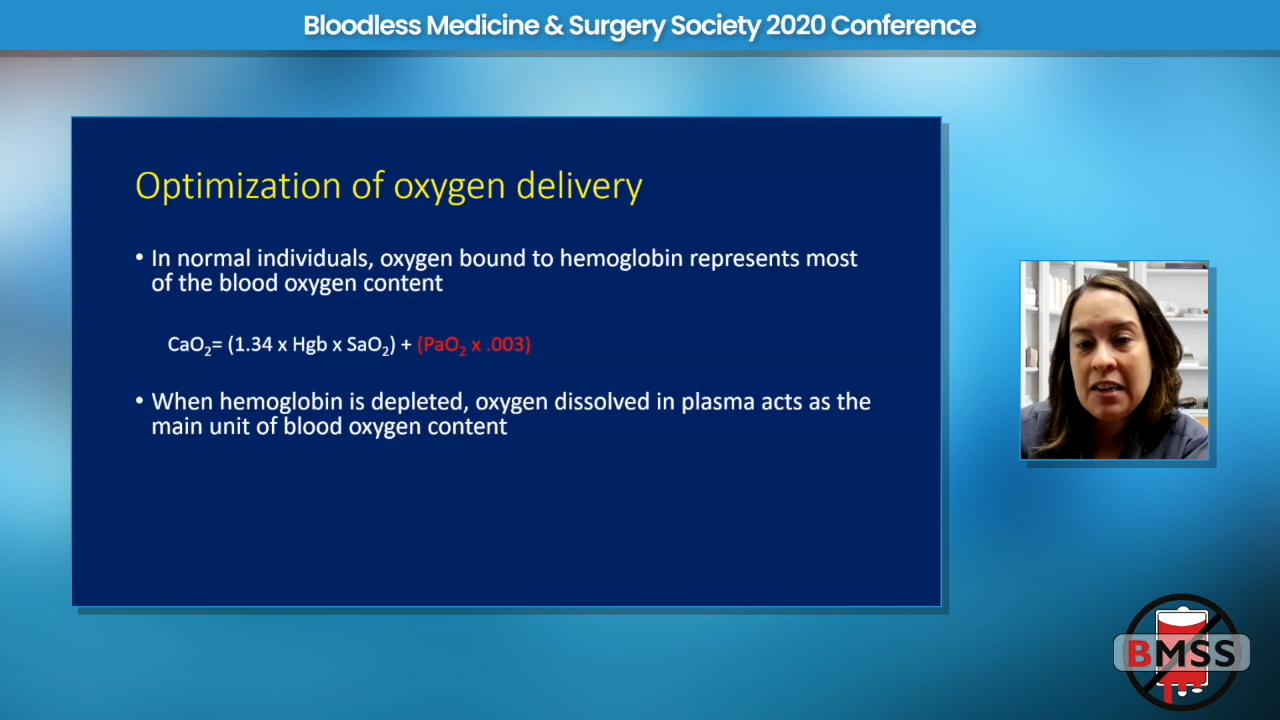 Bloodless Medicine & Surgery Society 2020 Conference
Optimization of oxygen delivery
• In normal individuals, oxygen bound to hemoglobin represents most
of the blood oxygen content
CaO₂= (1.34 x Hgb x SaO₂) + (PaO₂ x .003)
• When hemoglobin is depleted, oxygen dissolved in plasma acts as the
main unit of blood oxygen content
BMSS